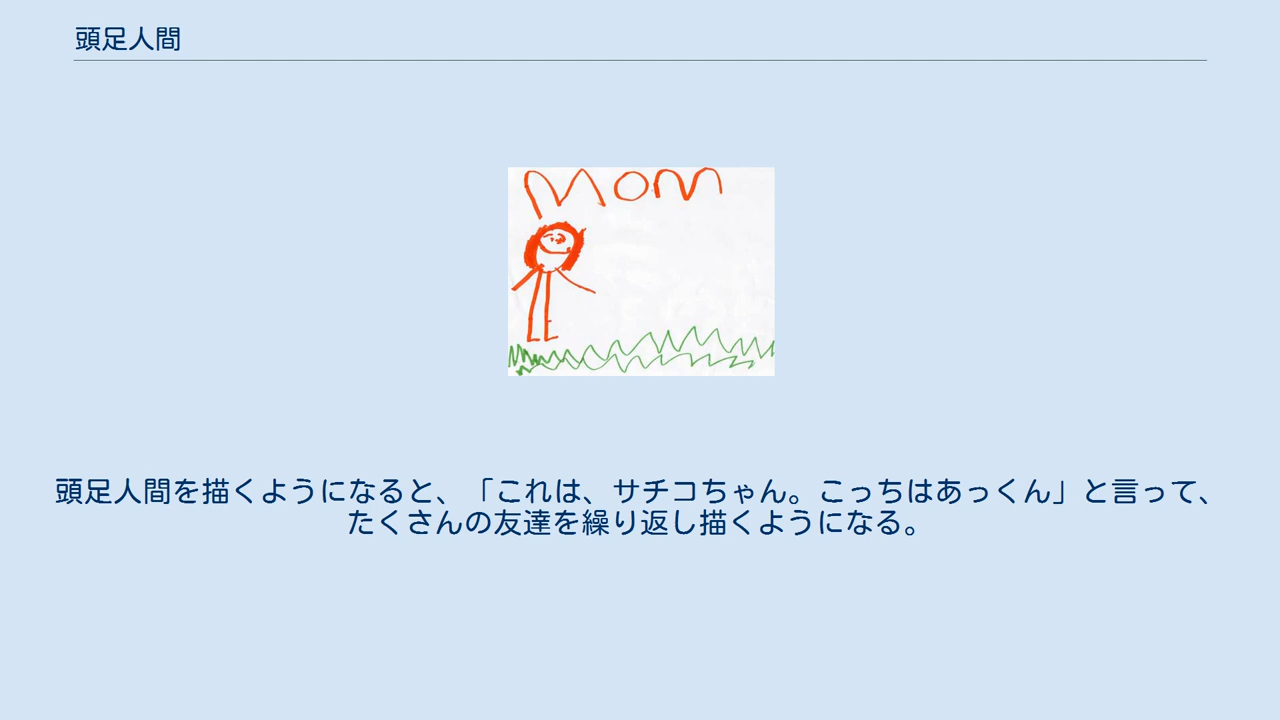 頭足人間
Mom
頭足人間を描くようになると、「これは、サチコちゃん。こっちはあっくん」と言って、
たくさんの友達を繰り返し描くようになる。